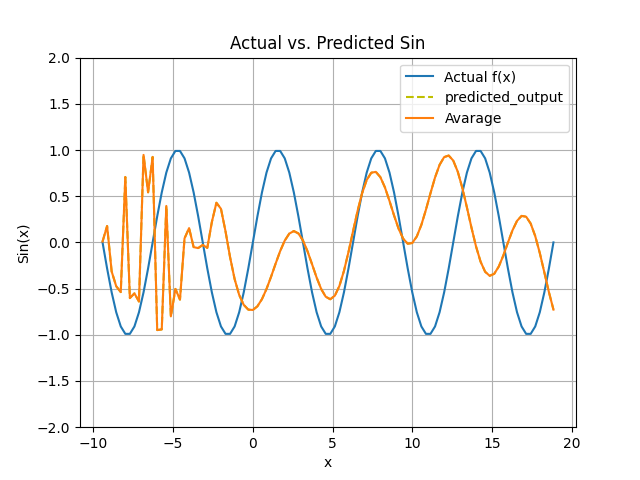 Actual vs. Predicted Sin
Actual f(x)
predicted_output
Avarage
2.0
1.5
1.0
0.5
0.0
−0.5
−1.0
−1.5
−2.0
Sin(x)
−10 −5 0 5 10 15 20
x